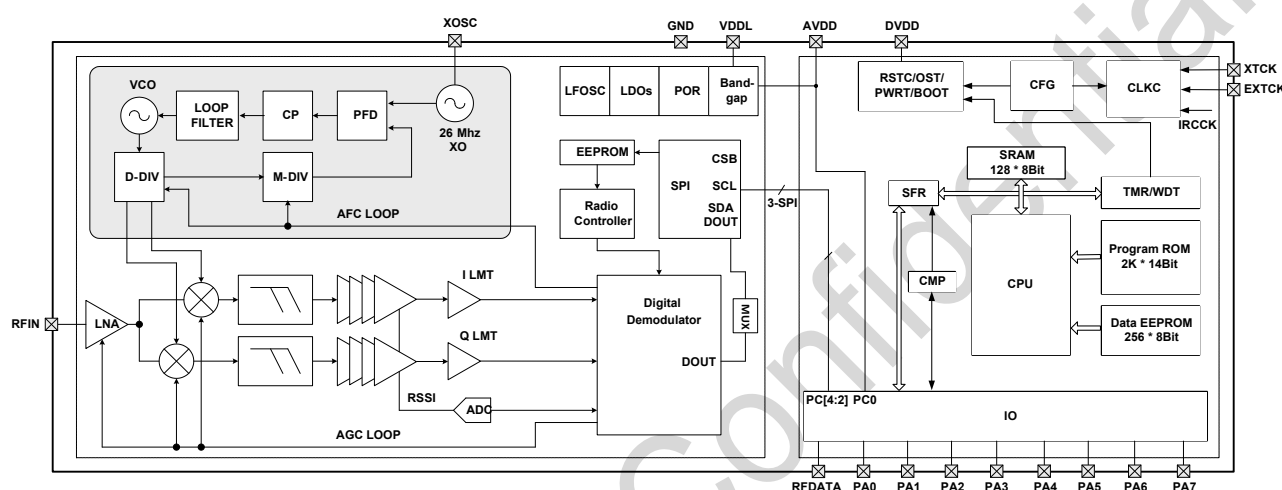 XOSC
GND
VDDL
AVDD
DVDD
VCO
LOOP
FILTER
CP
PFD
26 Mhz
XO
D-DIV
M-DIV
AFC LOOP
LFOSC
LDOs
POR
Band-
gap
EEPROM
Radio
Controller
SPI
CSB
SCL
SDA
DOUT
3-SPI
RSTC/OST/
PWRT/BOOT
CFG
CLKC
XTCK
EXTCK
IRCCK
SRAM
128 * 8Bit
SFR
TMR/WDT
CPU
CMP
Program ROM
2K * 14Bit
Data EEPROM
256 * 8Bit
RFIN
LNA
I LMT
Q LMT
RSSI
ADC
AGC LOOP
Digital
Demodulator
DOUT
MUX
PC[4:2] PC0
IO
RFDATA
PA0
PA1
PA2
PA3
PA4
PA5
PA6
PA7
Confidential